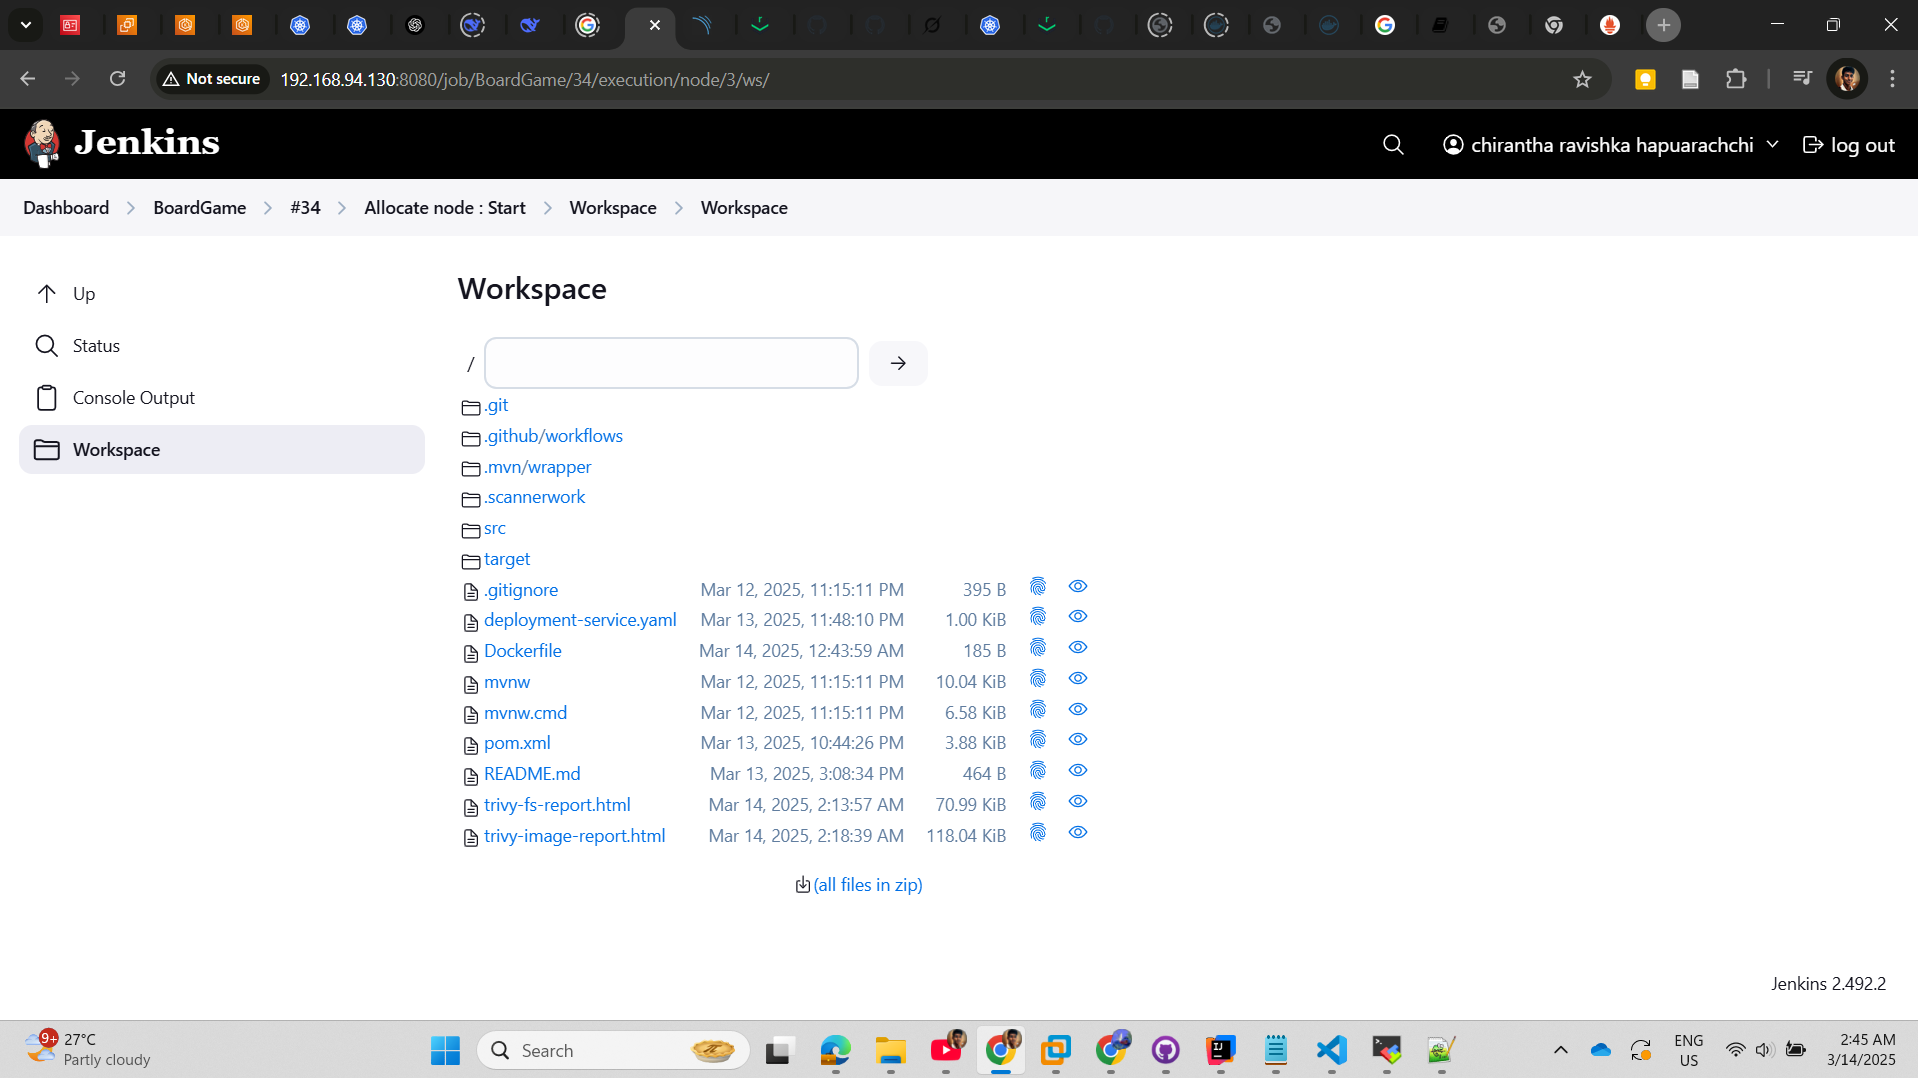 Not secure
192.168.94.130:8080/job/BoardGame/34/execution/node/3/ws/
Jenkins
chirantha ravishka hapuarachchi
log out
Dashboard
BoardGame
#34
Allocate node : Start
Workspace
Workspace
Up
Status
Console Output
Workspace
Workspace
/
.git
.github/workflows
.mvn/wrapper
.scannerwork
src
target
.gitignore Mar 12, 2025, 11:15:11 PM 395 B
deployment-service.yaml Mar 13, 2025, 11:48:10 PM 1.00 KiB
Dockerfile Mar 14, 2025, 12:43:59 AM 185 B
mvnw Mar 12, 2025, 11:15:11 PM 10.04 KiB
mvnw.cmd Mar 12, 2025, 11:15:11 PM 6.58 KiB
pom.xml Mar 13, 2025, 10:44:26 PM 3.88 KiB
README.md Mar 13, 2025, 3:08:34 PM 464 B
trivy-fs-report.html Mar 14, 2025, 2:13:57 AM 70.99 KiB
trivy-image-report.html Mar 14, 2025, 2:18:39 AM 118.04 KiB
(all files in zip)
Jenkins 2.492.2
9+
27°C
Partly cloudy
Search
ENG
US
2:45 AM
3/14/2025